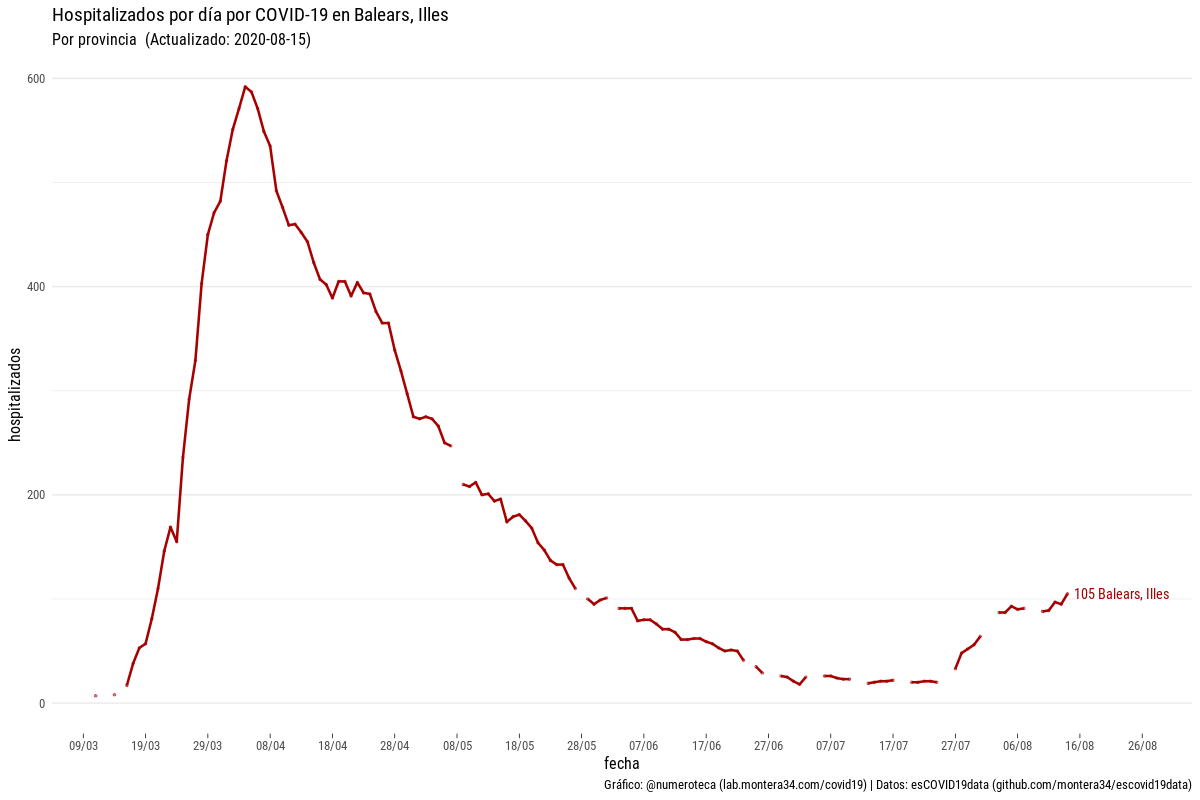 Hospitalizados por día por COVID-19 en Balears, Illes
Por provincia  (Actualizado: 2020-08-15)
hospitalizados
600
400
200
0
105 Balears, Illes
09/03 19/03 29/03 08/04 18/04 28/04 08/05 18/05 28/05 07/06 17/06 27/06 07/07 17/07 27/07 06/08 16/08 26/08
fecha
Gráfico: @numeroteca (lab.montera34.com/covid19) | Datos: esCOVID19data (github.com/montera34/escovid19data)